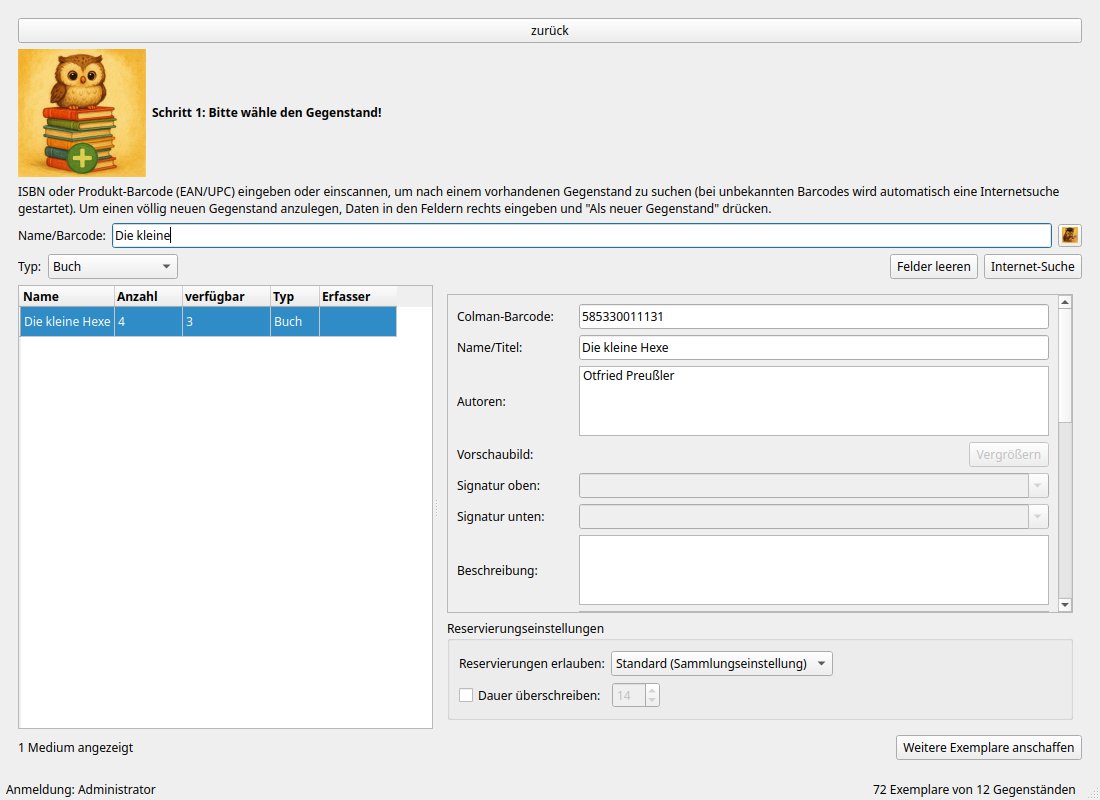 zurück
Schritt 1: Bitte wähle den Gegenstand!
ISBN oder Produkt-Barcode (EAN/UPC) eingeben oder einscannen, um nach einem vorhandenen Gegenstand zu suchen (bei unbekannten Barcodes wird automatisch eine Internetsuche
gestartet). Um einen völlig neuen Gegenstand anzulegen, Daten in den Feldern rechts eingeben und "Als neuer Gegenstand" drücken.
Name/Barcode: Die kleine
Typ: Buch Felder leeren Internet-Suche
Name Anzahl verfügbar Typ Erfasser
Die kleine Hexe 4 3 Buch
Colman-Barcode: 585330011131
Name/Titel: Die kleine Hexe
Autoren: Otfried Preußler
Vorschaubild: Vergrößern
Signatur oben:
Signatur unten:
Beschreibung:
Reservierungseinstellungen
Reservierungen erlauben: Standard (Sammlungseinstellung)
Dauer überschreiben: 14
1 Medium angezeigt Weitere Exemplare anschaffen
Anmeldung: Administrator 72 Exemplare von 12 Gegenständen